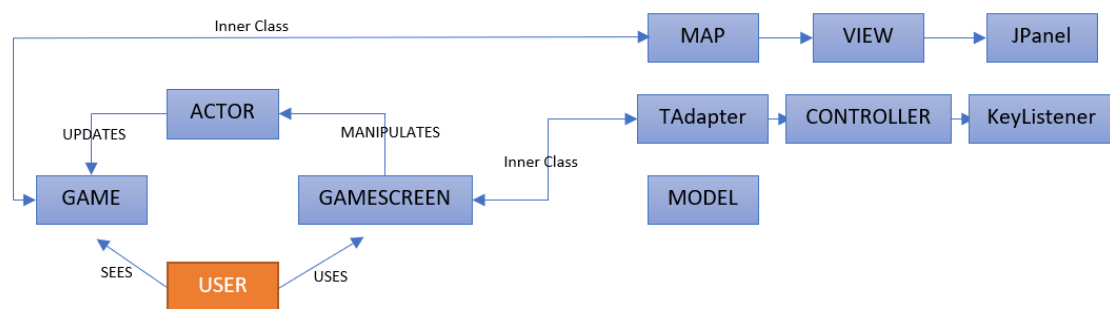 Inner Class
MAP
VIEW
JPanel
ACTOR
TAdapter
CONTROLLER
KeyListener
UPDATES
MANIPULATES
Inner Class
GAME
GAMESCREEN
MODEL
SEES
USER
USES